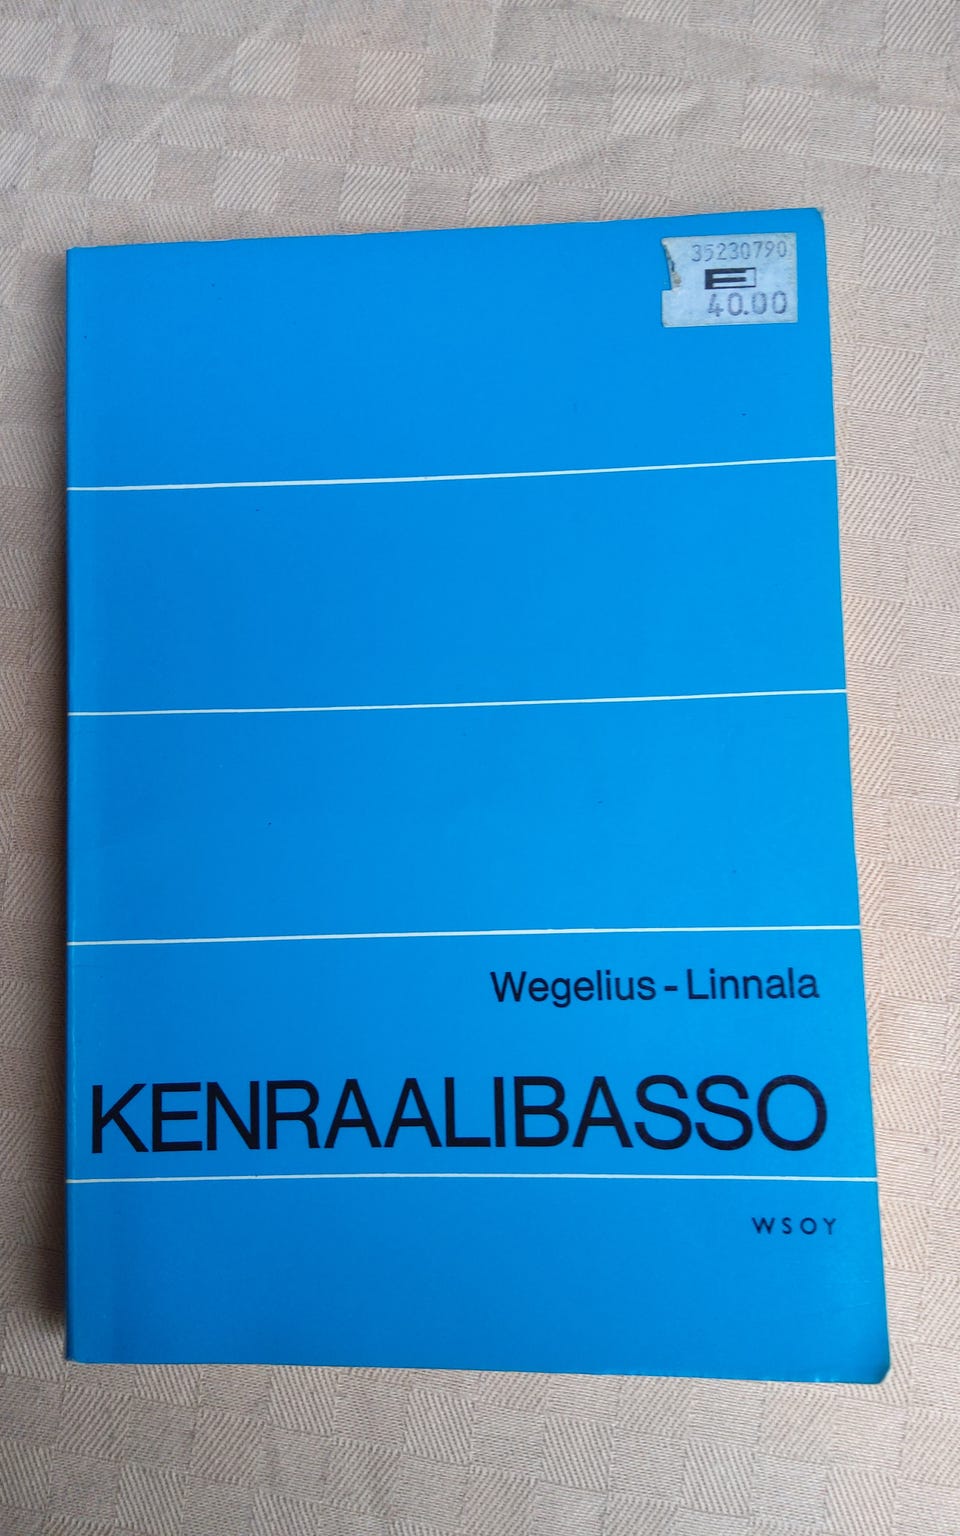 35230790
E
40.00
Wegelius - Linnala
KENRAALIBASSO
WSOY